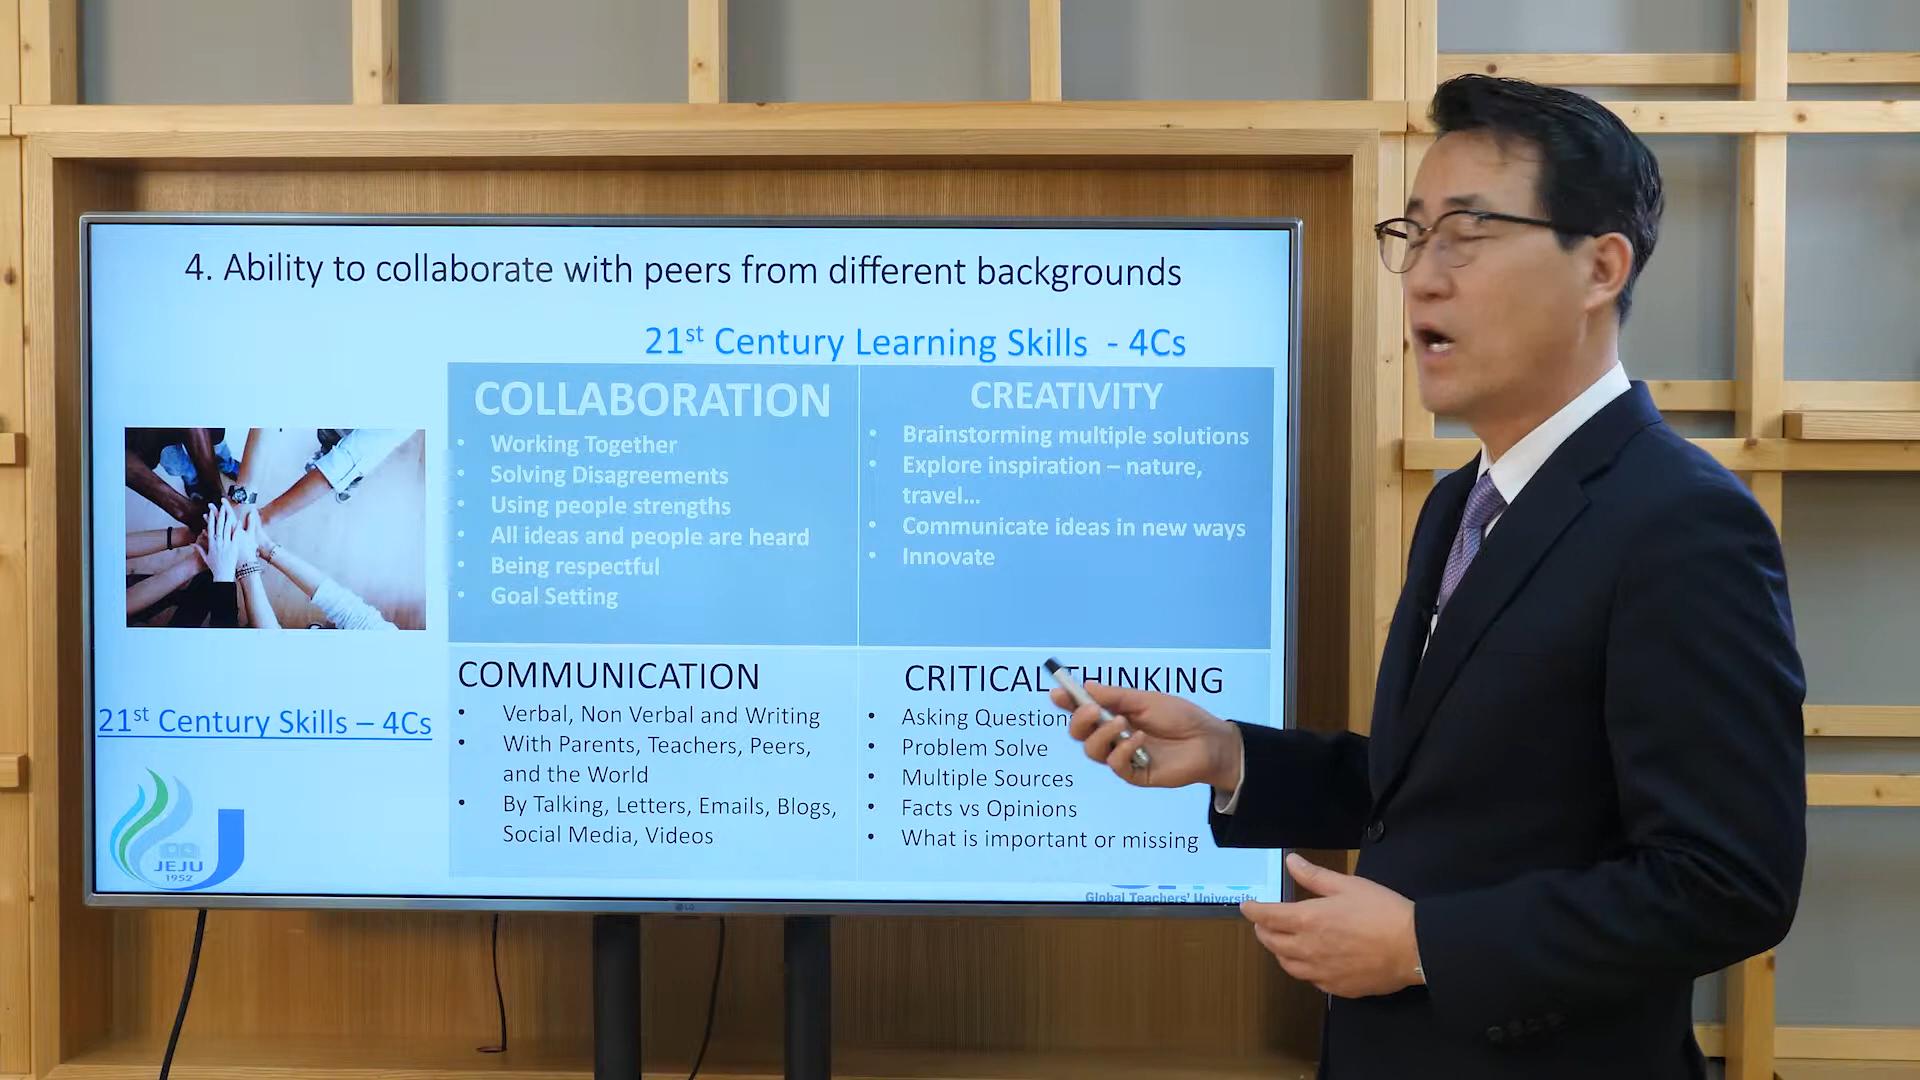 4. Ability to collaborate with peers from different backgrounds
21st Century Learning Skills - 4Cs
COLLABORATION
• Working Together
• Solving Disagreements
• Using people strengths
• All ideas and people are heard
• Being respectful
• Goal Setting
CREATIVITY
• Brainstorming multiple solutions
• Explore inspiration – nature,
travel...
• Communicate ideas in new ways
• Innovate
COMMUNICATION
• Verbal, Non Verbal and Writing
• With Parents, Teachers, Peers,
and the World
• By Talking, Letters, Emails, Blogs,
Social Media, Videos
CRITICAL THINKING
• Asking Question
• Problem Solve
• Multiple Sources
• Facts vs Opinions
• What is important or missing
21st Century Skills – 4Cs
JEJU
1952
Global Teachers' University
LG